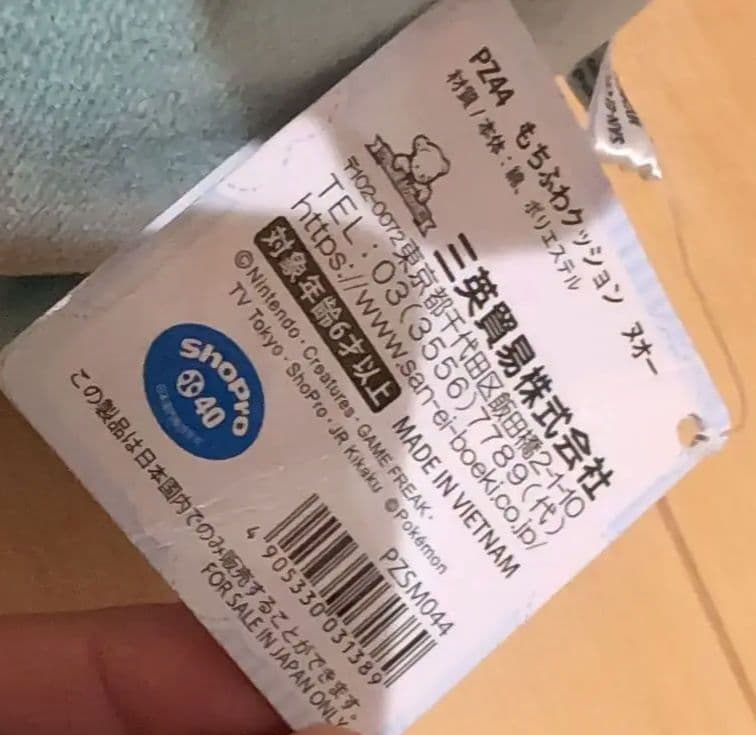 PZ44 もちふわクッション ヌオー
材質/本体:綿、ポリエステル
三英貿易株式会社
〒102-0072東京都千代田区飯田橋2-1-10
TEL:03(3556)7789(代)
https://www.san-ei-boeki.co.jp/
対象年齢6才以上
MADE IN VIETNAM
©Nintendo・Creatures・GAME FREAK・
TV Tokyo・ShoPro・JR Kikaku ©Pokémon
ShoPro
40
PZSM044
4 905330 031389
この製品は日本国内でのみ販売することができます。
FOR SALE IN JAPAN ONLY